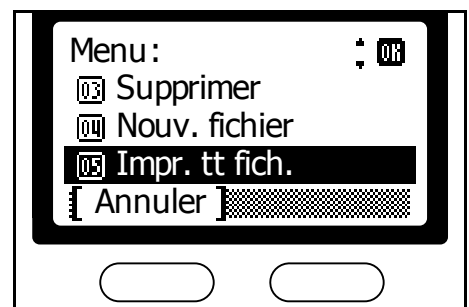 Menu: OK
03 Supprimer
04 Nouv. fichier
05 Impr. tt fich.
[ Annuler ]